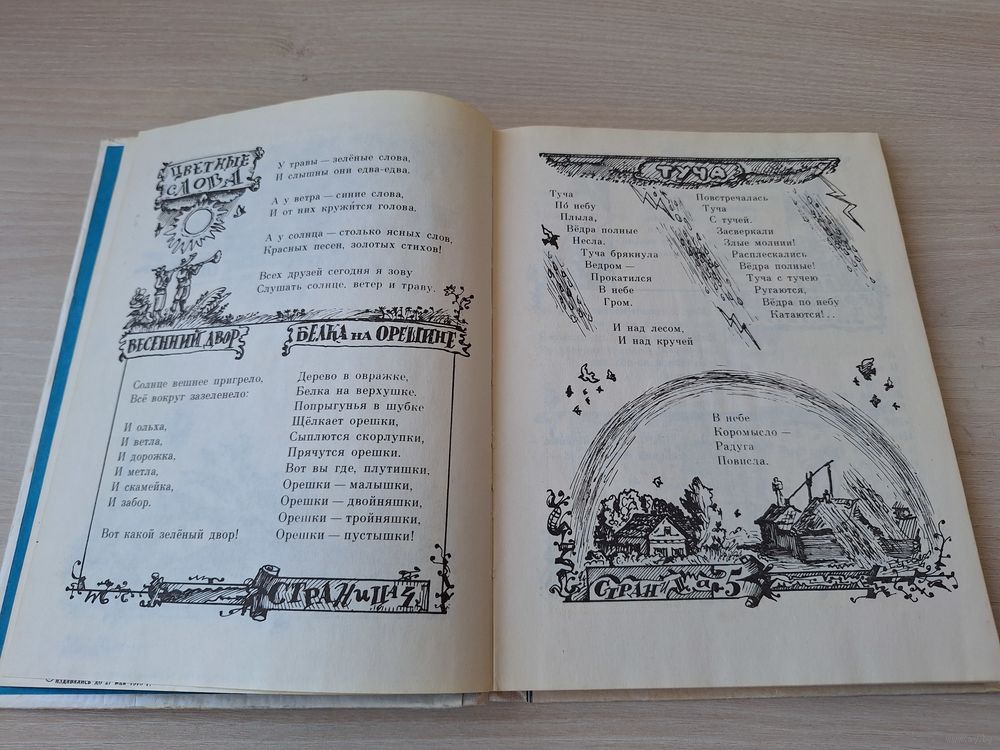 ЦВЕТНЫЕ
СЛОВА
У травы — зелёные слова,
И слышны они едва-едва.
А у ветра — синие слова,
И от них кружи́тся голова.
А у солнца — столько ясных слов,
Красных песен, золотых стихов!
Всех друзей сегодня я зову
Слушать солнце, ветер и траву.
ВЕСЕННИЙ ДВОР
Солнце вешнее пригрело,
Всё вокруг зазеленело:
И ольха,
И ветла,
И дорожка,
И метла,
И скамейка,
И забор.
Вот какой зелёный двор!
БЕЛКА НА ОРЕШИНЕ
Дерево в овражке,
Белка на верхушке.
Попрыгунья в шубке
Щёлкает орешки,
Сыплются скорлупки,
Прячутся орешки.
Вот вы где, плутишки,
Орешки — малышки,
Орешки — двойняшки,
Орешки — тройняшки,
Орешки — пустышки!
СТРАНИЦА 4
ТУЧА
Туча
По́ небу
Плыла,
Вёдра полные
Несла.
Туча брякнула
Ведром —
Прокатился
В небе
Гром.
И над лесом,
И над кручей
Повстречалась
Туча
С тучей.
Засверкали
Злые молнии!
Расплескались
Вёдра полные!
Туча с тучею
Ругаются,
Вёдра по небу
Катаются!..
В небе
Коромысло —
Радуга
Повисла.
СТРАНИЦА 5